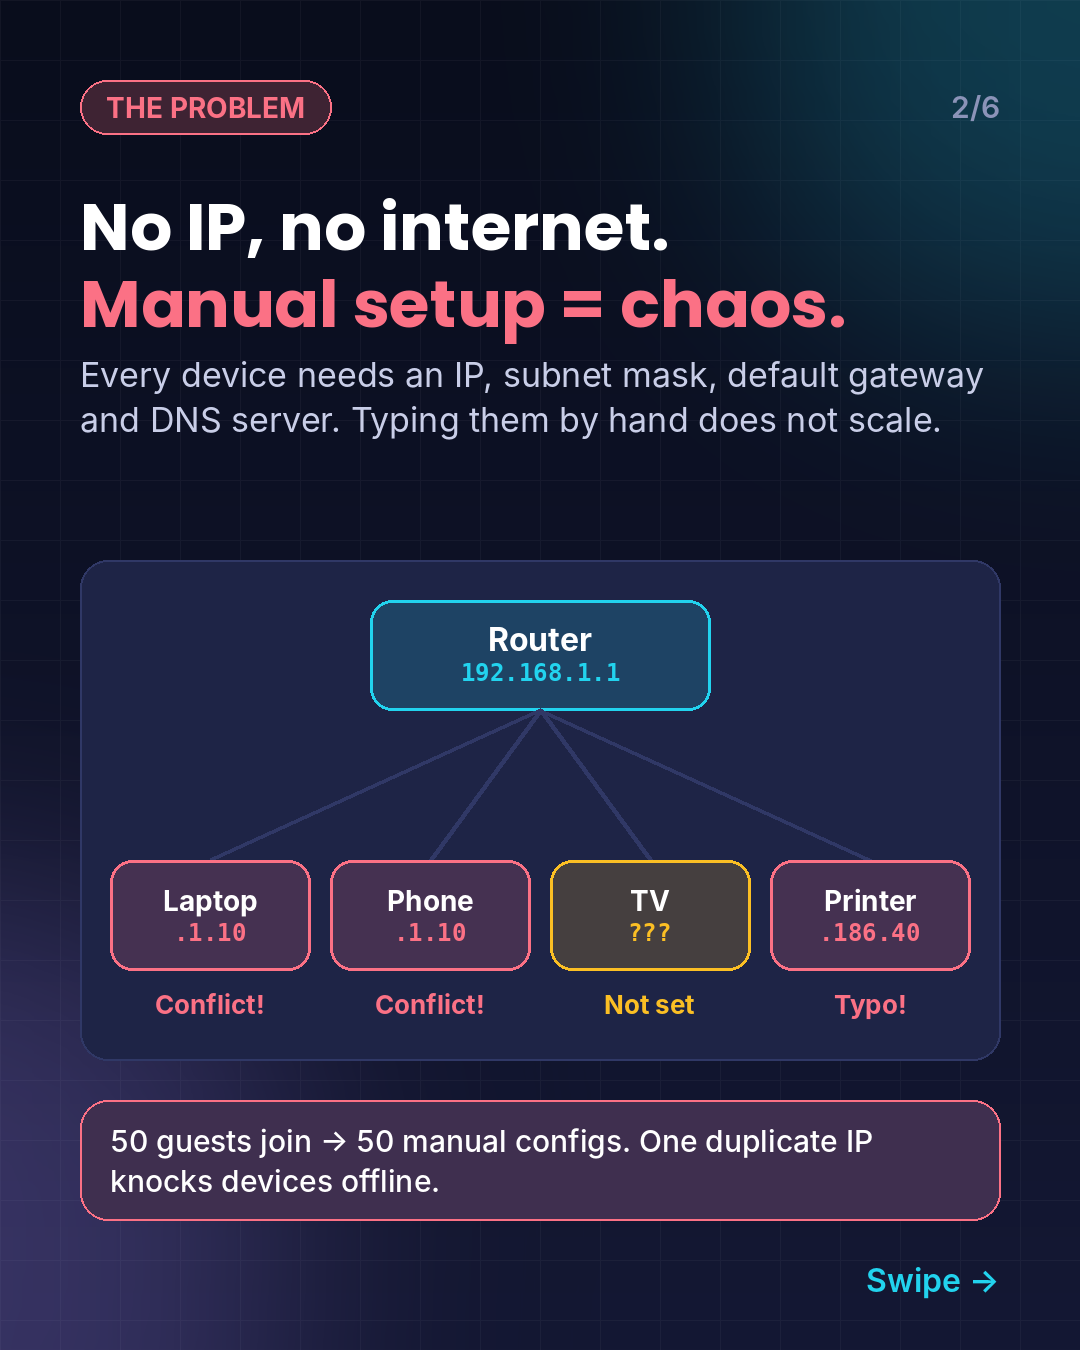 THE PROBLEM
2/6
No IP, no internet.
Manual setup = chaos.
Every device needs an IP, subnet mask, default gateway
and DNS server. Typing them by hand does not scale.
Router
192.168.1.1
Laptop
.1.10
Phone
.1.10
TV
???
Printer
.186.40
Conflict!
Conflict!
Not set
Typo!
50 guests join → 50 manual configs. One duplicate IP
knocks devices offline.
Swipe →